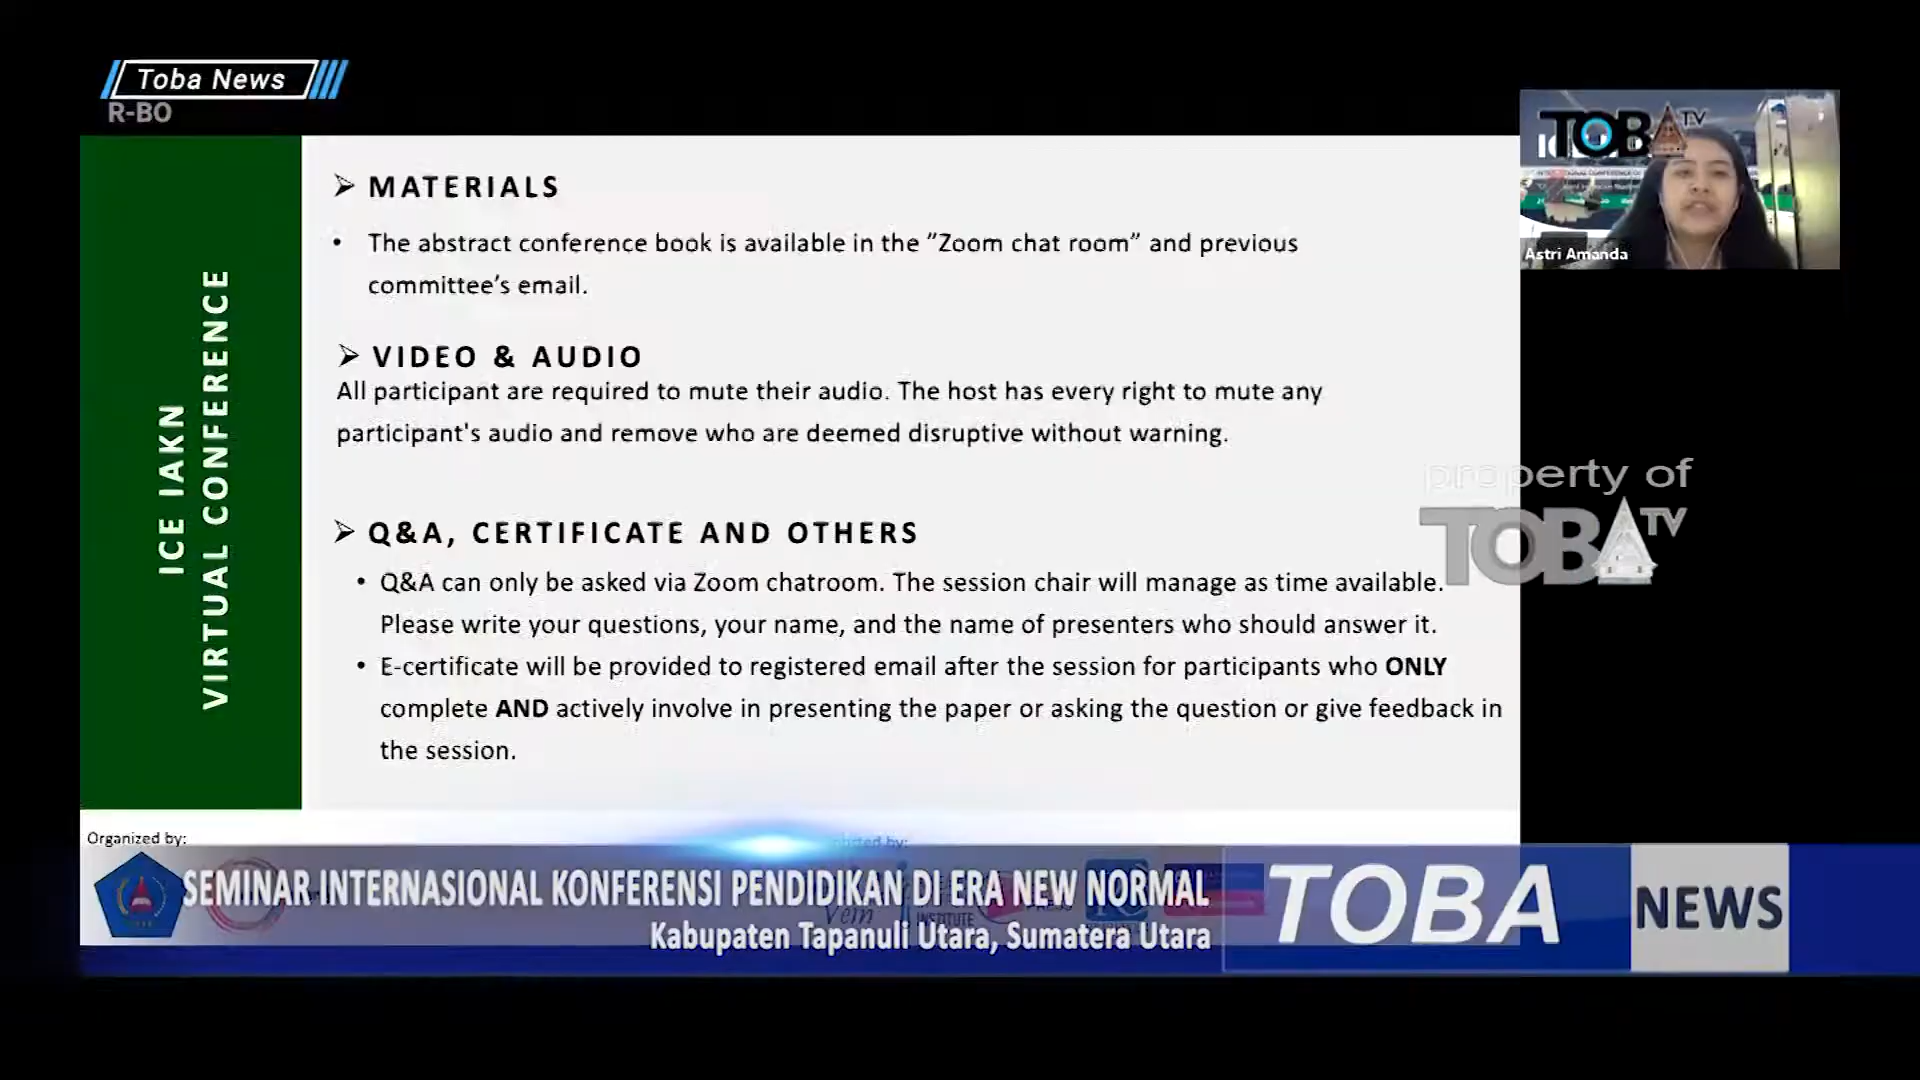 Toba News
R-BO
➢ MATERIALS
• The abstract conference book is available in the ”Zoom chat room” and previous
committee’s email.
➢ VIDEO & AUDIO
All participant are required to mute their audio. The host has every right to mute any
participant's audio and remove who are deemed disruptive without warning.
➢ Q&A, CERTIFICATE AND OTHERS
• Q&A can only be asked via Zoom chatroom. The session chair will manage as time available.
Please write your questions, your name, and the name of presenters who should answer it.
• E-certificate will be provided to registered email after the session for participants who ONLY
complete AND actively involve in presenting the paper or asking the question or give feedback in
the session.
ICE IAKN
VIRTUAL CONFERENCE
TOBA TV
Astri Amanda
property of
TOBA TV
Organized by:
SEMINAR INTERNASIONAL KONFERENSI PENDIDIKAN DI ERA NEW NORMAL
Kabupaten Tapanuli Utara, Sumatera Utara
INSTITUTE
TOBA NEWS